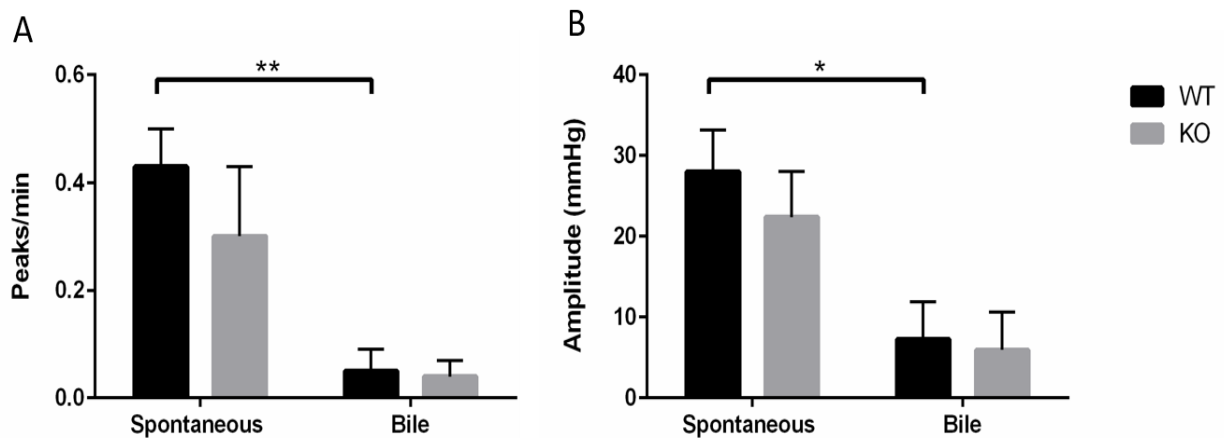 A
B
**
*
0.6
0.4
0.2
0.0
Peaks/min
Spontaneous
Bile
40
30
20
10
0
Amplitude (mmHg)
Spontaneous
Bile
WT
KO